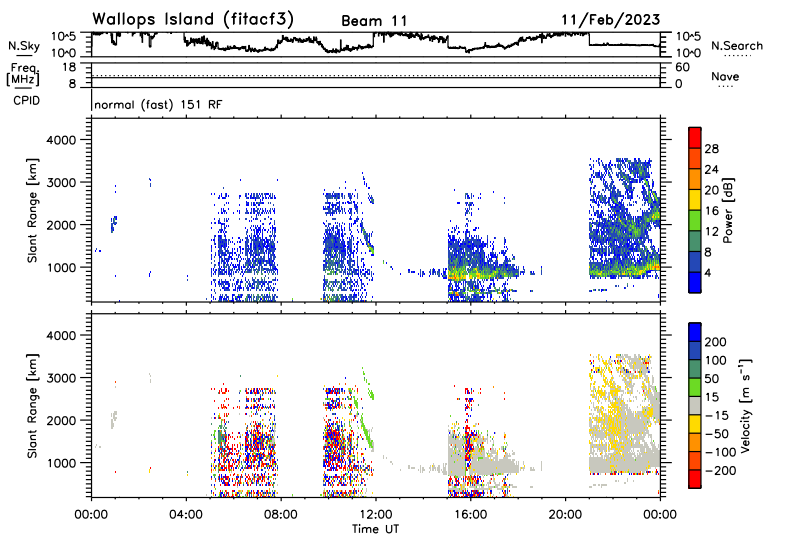 Wallops Island (fitacf3) Beam 11 11/Feb/2023
N.Sky 10^5 10^0 10^5 10^0 N.Search
Freq. [MHz] 18 8 60 0 Nave
CPID normal (fast) 151 RF
Slant Range [km] 4000 3000 2000 1000
28 24 20 16 12 8 4 Power [dB]
Slant Range [km] 4000 3000 2000 1000
200 100 50 15 −15 −50 −100 −200 Velocity [m s⁻¹]
00:00 04:00 08:00 12:00 16:00 20:00 00:00
Time UT